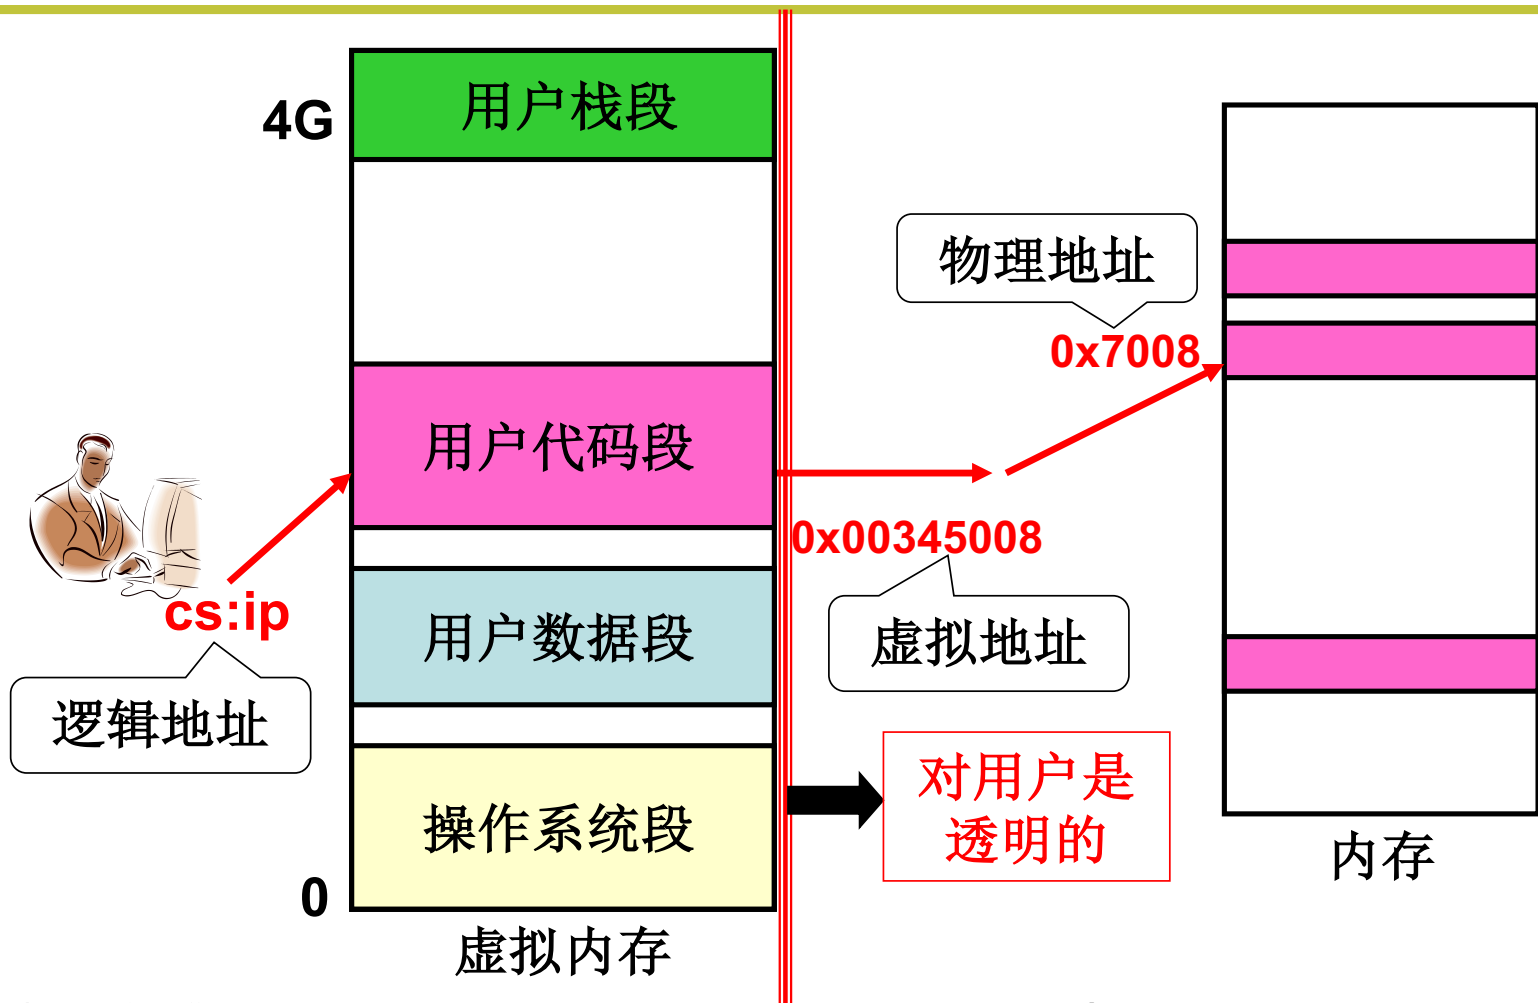 用户栈段
4G
物理地址
0x7008
用户代码段
0x00345008
cs:ip
用户数据段
虚拟地址
逻辑地址
对用户是
透明的
操作系统段
内存
0
虚拟内存